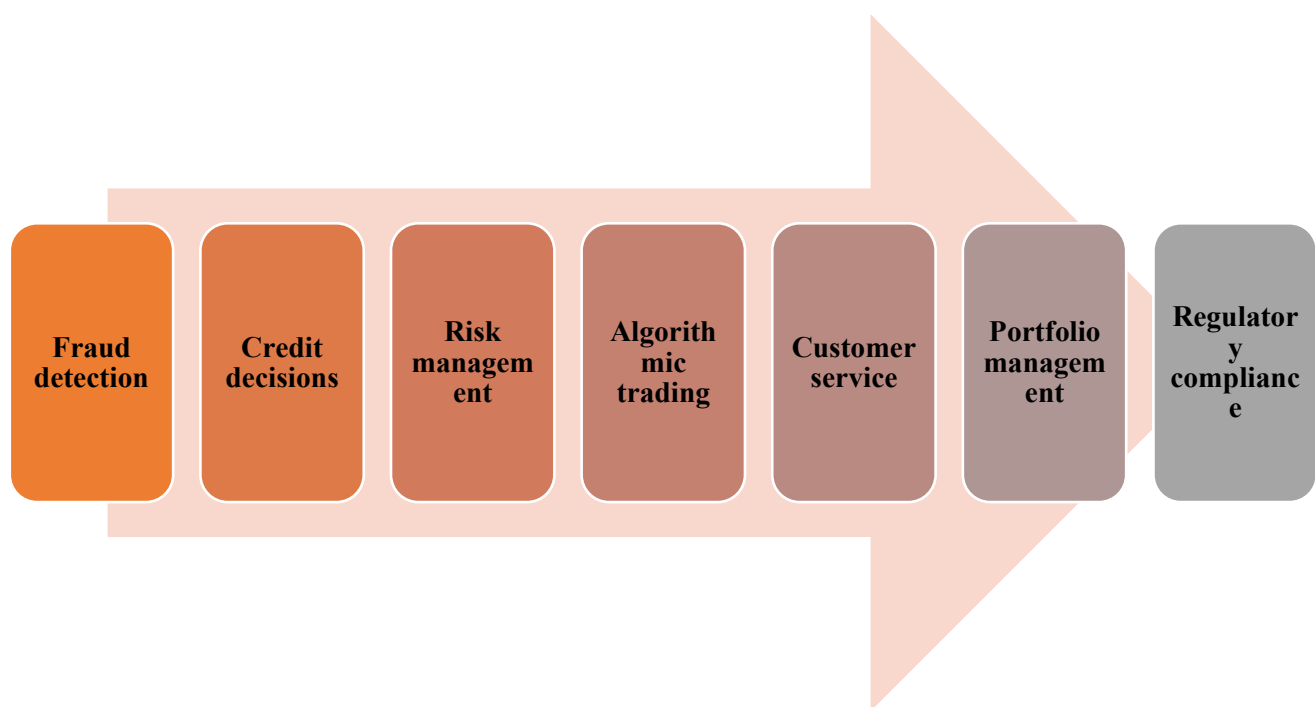 Fraud
detection
Credit
decisions
Risk
managem
ent
Algorith
mic
trading
Customer
service
Portfolio
managem
ent
Regulator
y
complianc
e